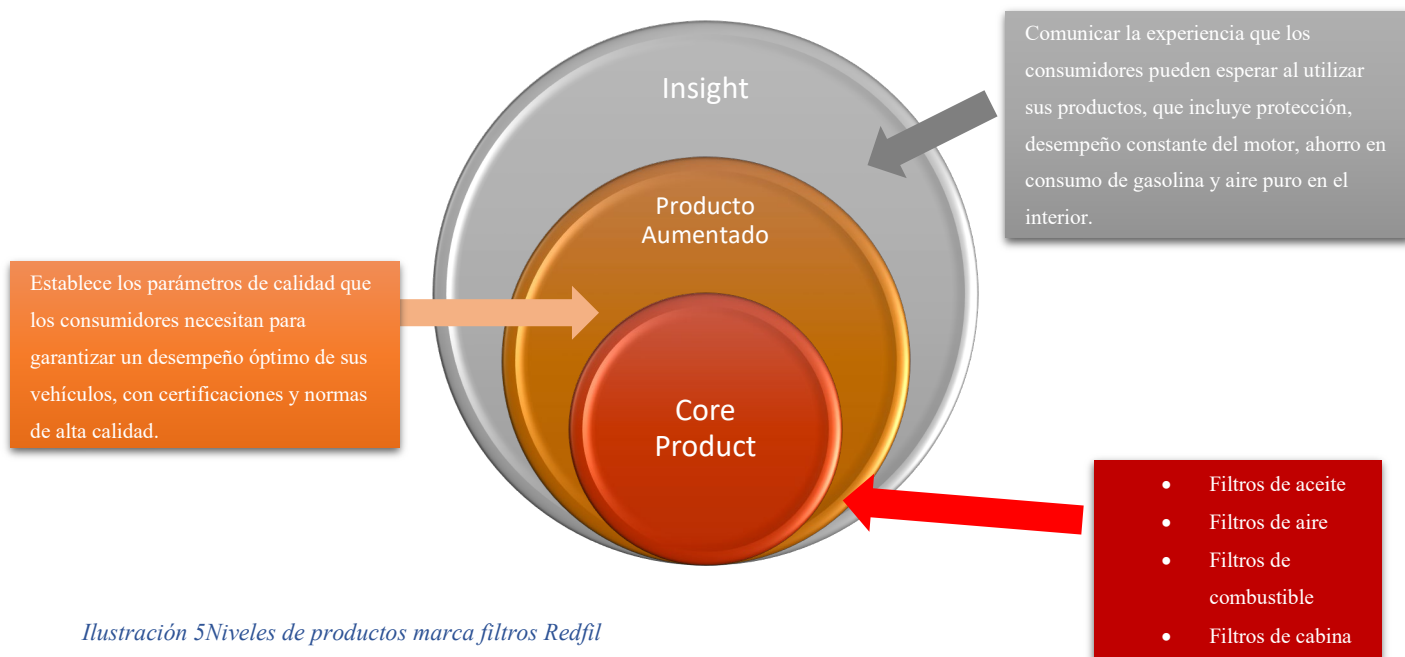 Insight
Comunicar la experiencia que los
consumidores pueden esperar al utilizar
sus productos, que incluye protección,
desempeño constante del motor, ahorro en
consumo de gasolina y aire puro en el
interior.
Producto
Aumentado
Establece los parámetros de calidad que
los consumidores necesitan para
garantizar un desempeño óptimo de sus
vehículos, con certificaciones y normas
de alta calidad.
Core
Product
• Filtros de aceite
• Filtros de aire
• Filtros de
combustible
• Filtros de cabina
Ilustración 5Niveles de productos marca filtros Redfil